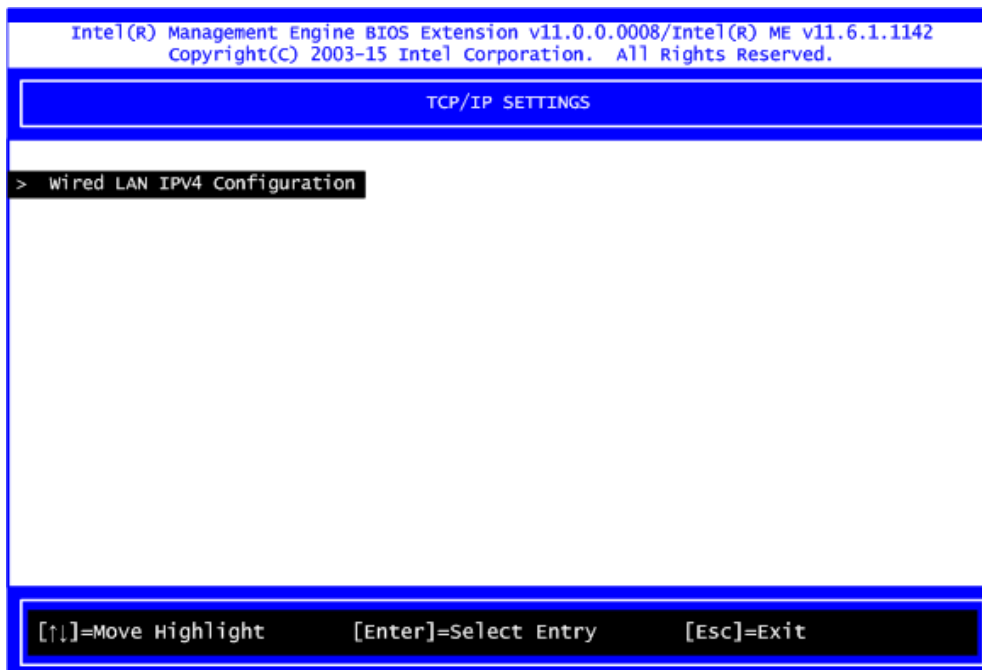 Intel(R) Management Engine BIOS Extension v11.0.0.0008/Intel(R) ME v11.6.1.1142
Copyright(C) 2003-15 Intel Corporation. All Rights Reserved.
TCP/IP SETTINGS
> Wired LAN IPV4 Configuration
[↑↓]=Move Highlight [Enter]=Select Entry [Esc]=Exit